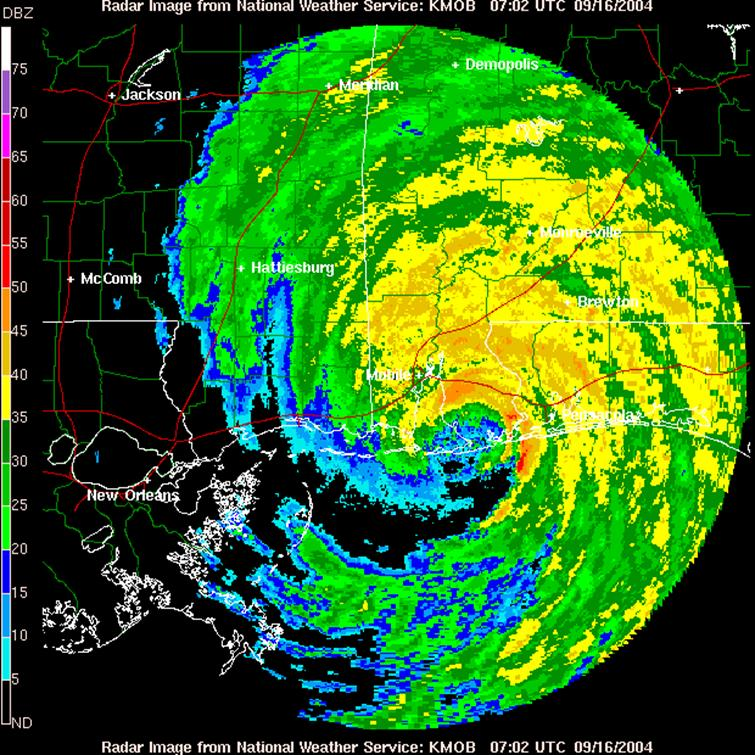 Radar Image from National Weather Service: KMOB 07:02 UTC 09/16/2004
DBZ
75
70
65
60
55
50
45
40
35
30
25
20
15
10
5
ND
Demopolis
Meridian
Jackson
Monroeville
Hattiesburg
McComb
Brewton
Mobile
Pensacola
New Orleans
Radar Image from National Weather Service: KMOB 07:02 UTC 09/16/2004